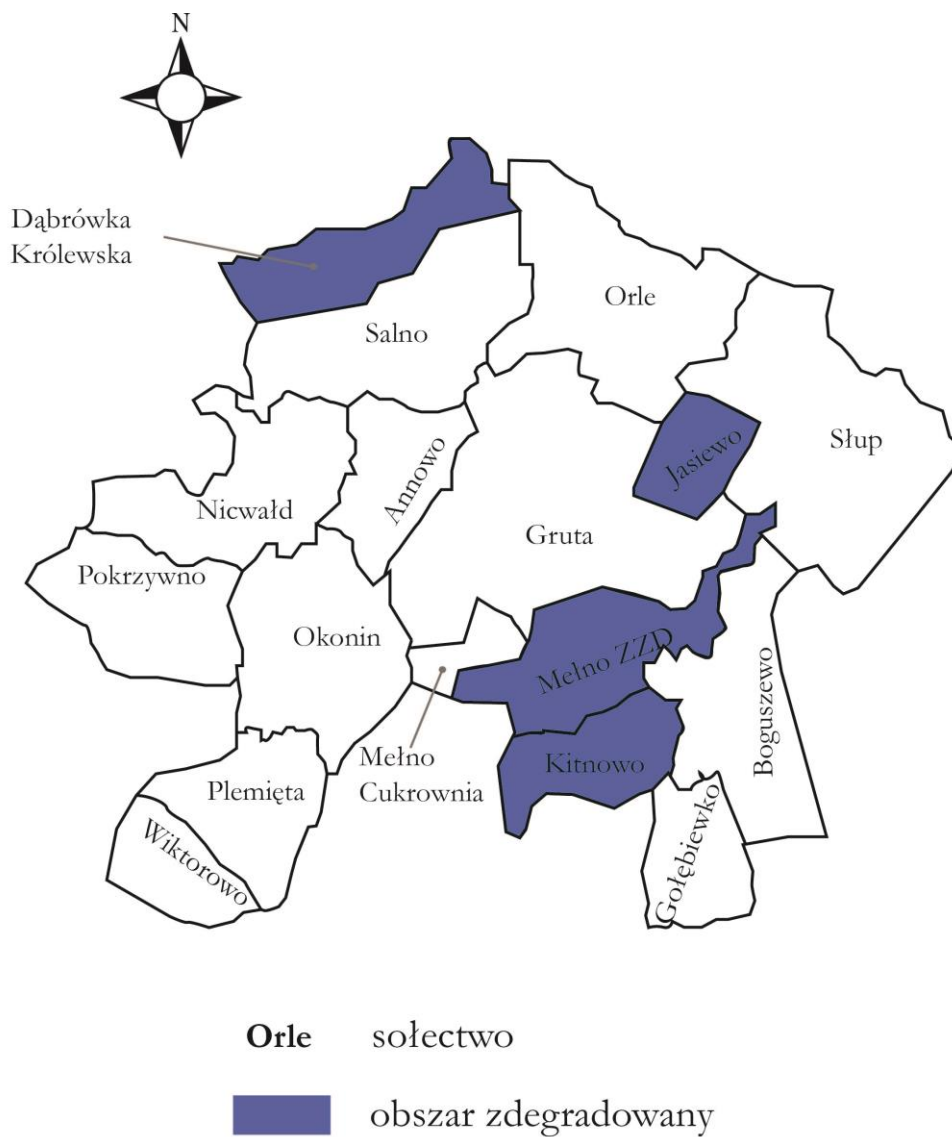 N
Dąbrówka
Królewska
Orle
Salno
Słup
Jasiewo
Annowo
Nicwałd
Gruta
Pokrzywno
Okonin
Mełno ZZD
Boguszewo
Mełno
Cukrownia
Kitnowo
Plemięta
Wiktorowo
Gołębiewko
Orle sołectwo
obszar zdegradowany